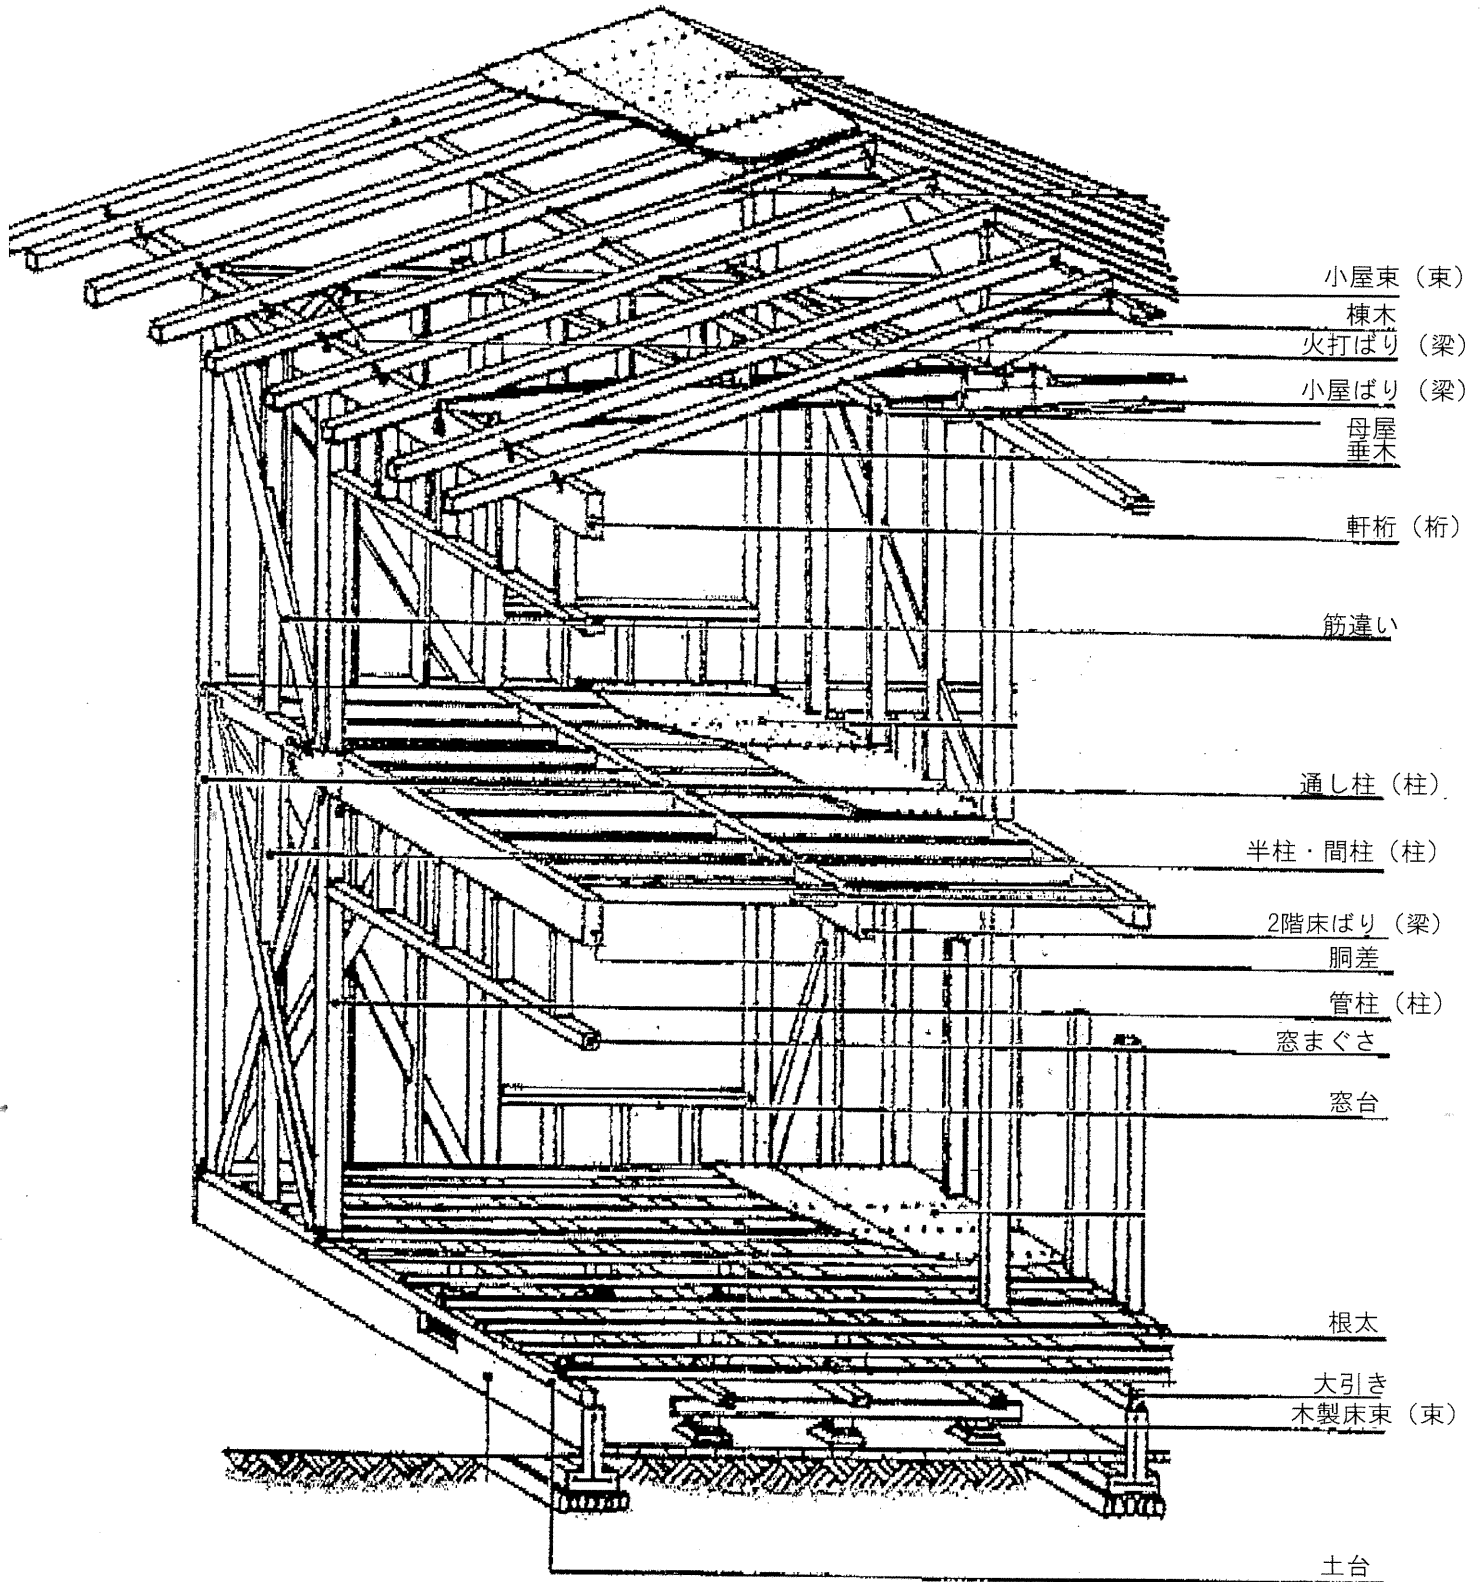 小屋東（東）
棟木
火打ばり（梁）
小屋ばり（梁）
母屋
垂木
軒桁（桁）
筋違い
通し柱（柱）
半柱・間柱（柱）
2階床ばり（梁）
胴差
管柱（柱）
窓まぐさ
窓台
根太
大引き
木製床束（束）
土台